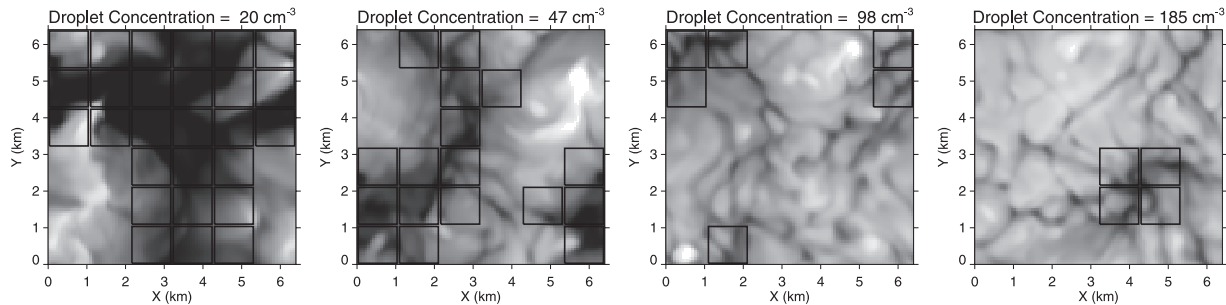 Droplet Concentration = 20 cm⁻³
6
5
4
3
2
1
0
Y (km)
0 1 2 3 4 5 6
X (km)
Droplet Concentration = 47 cm⁻³
6
5
4
3
2
1
0
Y (km)
0 1 2 3 4 5 6
X (km)
Droplet Concentration = 98 cm⁻³
6
5
4
3
2
1
0
Y (km)
0 1 2 3 4 5 6
X (km)
Droplet Concentration = 185 cm⁻³
6
5
4
3
2
1
0
Y (km)
0 1 2 3 4 5 6
X (km)